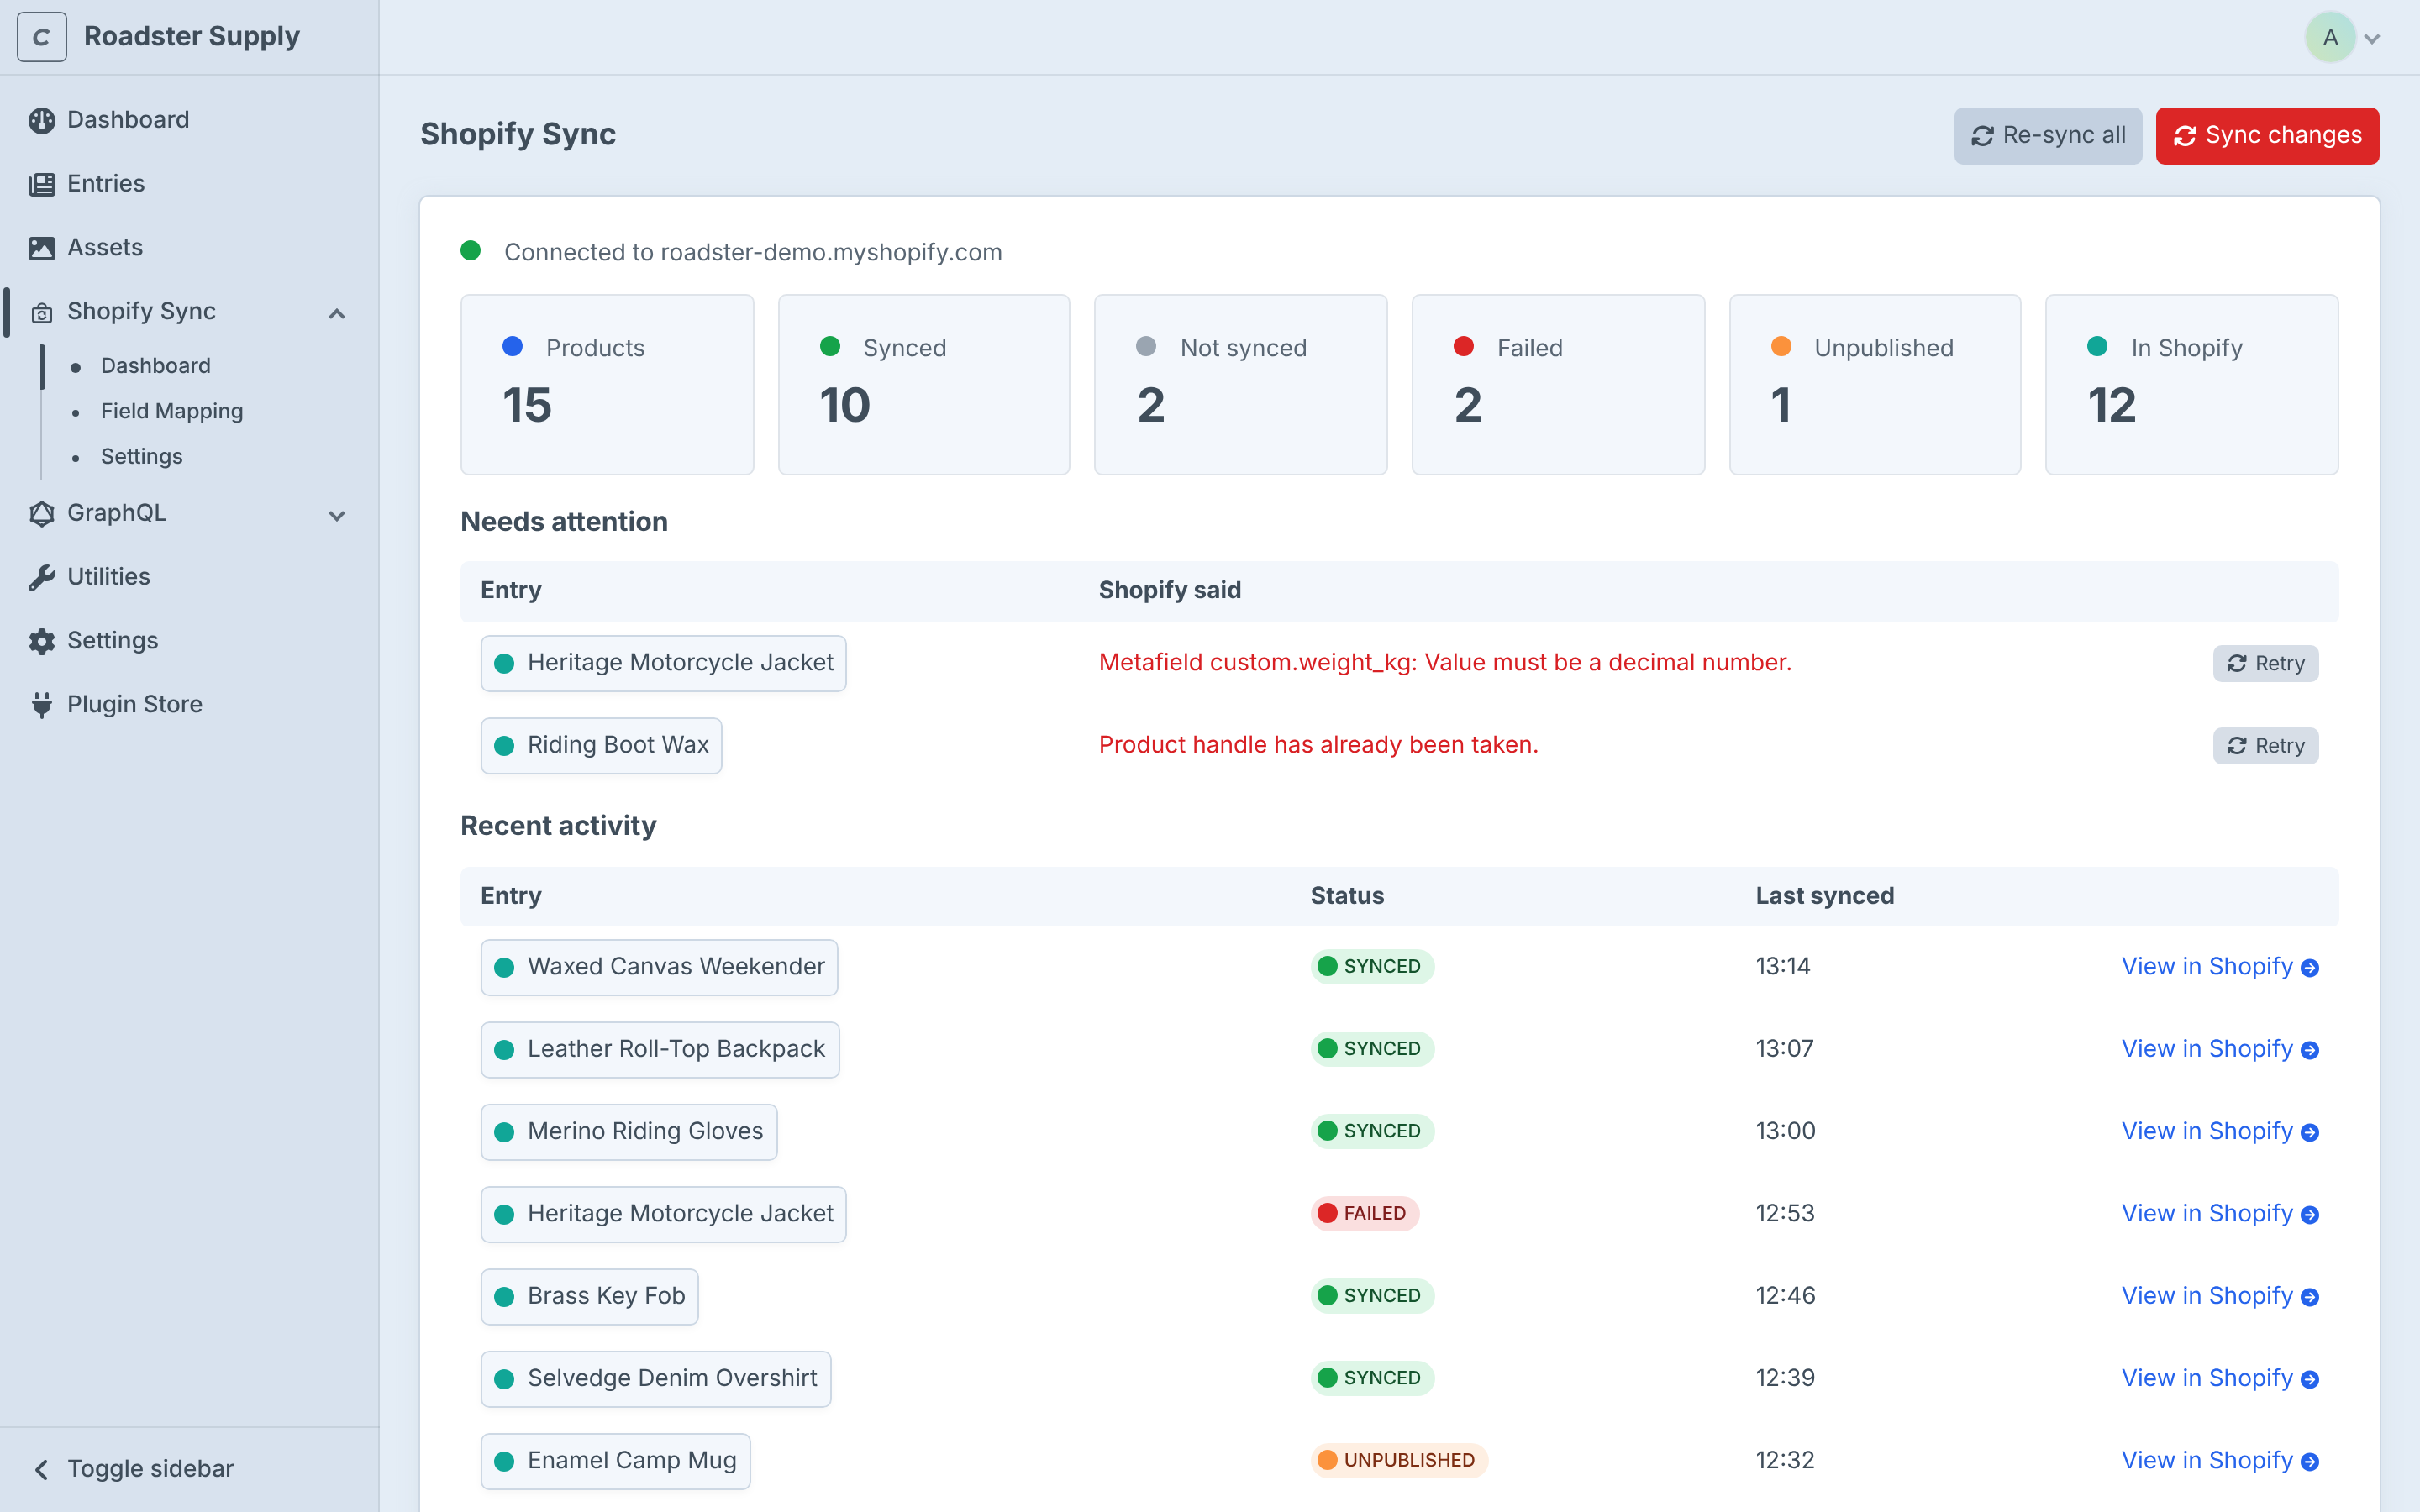 C Roadster Supply
A
Dashboard
Entries
Assets
Shopify Sync
Dashboard
Field Mapping
Settings
GraphQL
Utilities
Settings
Plugin Store
Toggle sidebar
Shopify Sync
Re-sync all
Sync changes
Connected to roadster-demo.myshopify.com
Products
15
Synced
10
Not synced
2
Failed
2
Unpublished
1
In Shopify
12
Needs attention
Entry Shopify said
Heritage Motorcycle Jacket Metafield custom.weight_kg: Value must be a decimal number. Retry
Riding Boot Wax Product handle has already been taken. Retry
Recent activity
Entry Status Last synced
Waxed Canvas Weekender SYNCED 13:14 View in Shopify
Leather Roll-Top Backpack SYNCED 13:07 View in Shopify
Merino Riding Gloves SYNCED 13:00 View in Shopify
Heritage Motorcycle Jacket FAILED 12:53 View in Shopify
Brass Key Fob SYNCED 12:46 View in Shopify
Selvedge Denim Overshirt SYNCED 12:39 View in Shopify
Enamel Camp Mug UNPUBLISHED 12:32 View in Shopify